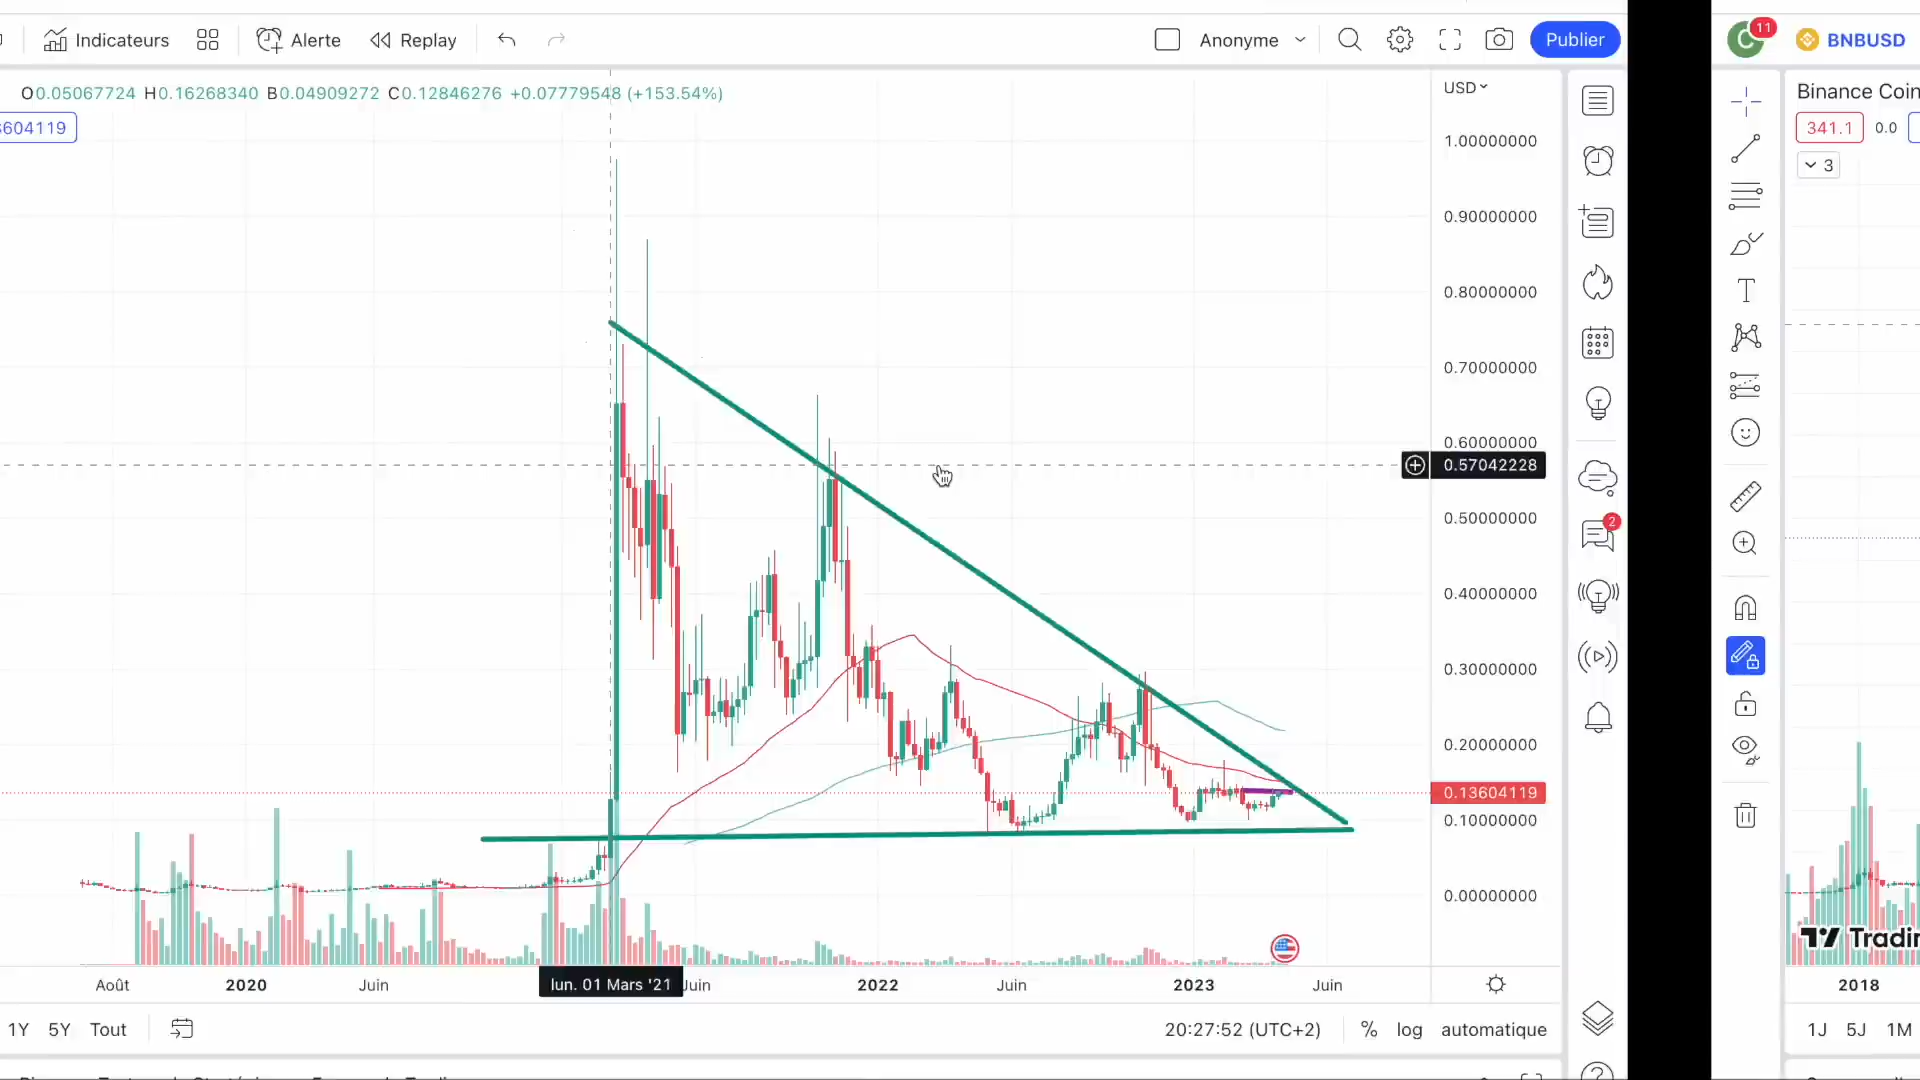 Indicateurs
Alerte
Replay
Anonyme
Publier
11
BNBUSD
O0.05067724 H0.16268340 B0.04909272 C0.12846276 +0.07779548 (+153.54%)
604119
USD
Binance Coin
341.1 0.0
3
1.00000000
0.90000000
0.80000000
0.70000000
0.60000000
0.57042228
0.50000000
0.40000000
0.30000000
0.20000000
0.13604119
0.10000000
0.00000000
2
Août 2020 Juin lun. 01 Mars '21 Juin 2022 Juin 2023 Juin
2018
1Y 5Y Tout
20:27:52 (UTC+2) % log automatique
1J 5J 1M